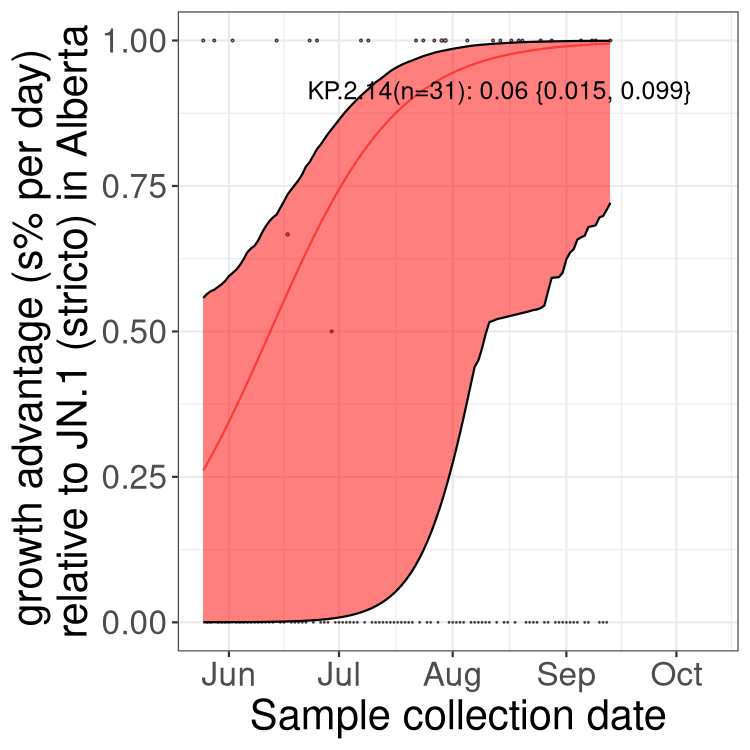 growth advantage (s% per day)
relative to JN.1 (stricto) in Alberta
1.00
0.75
0.50
0.25
0.00
KP.2.14(n=31): 0.06 {0.015, 0.099}
Jun Jul Aug Sep Oct
Sample collection date